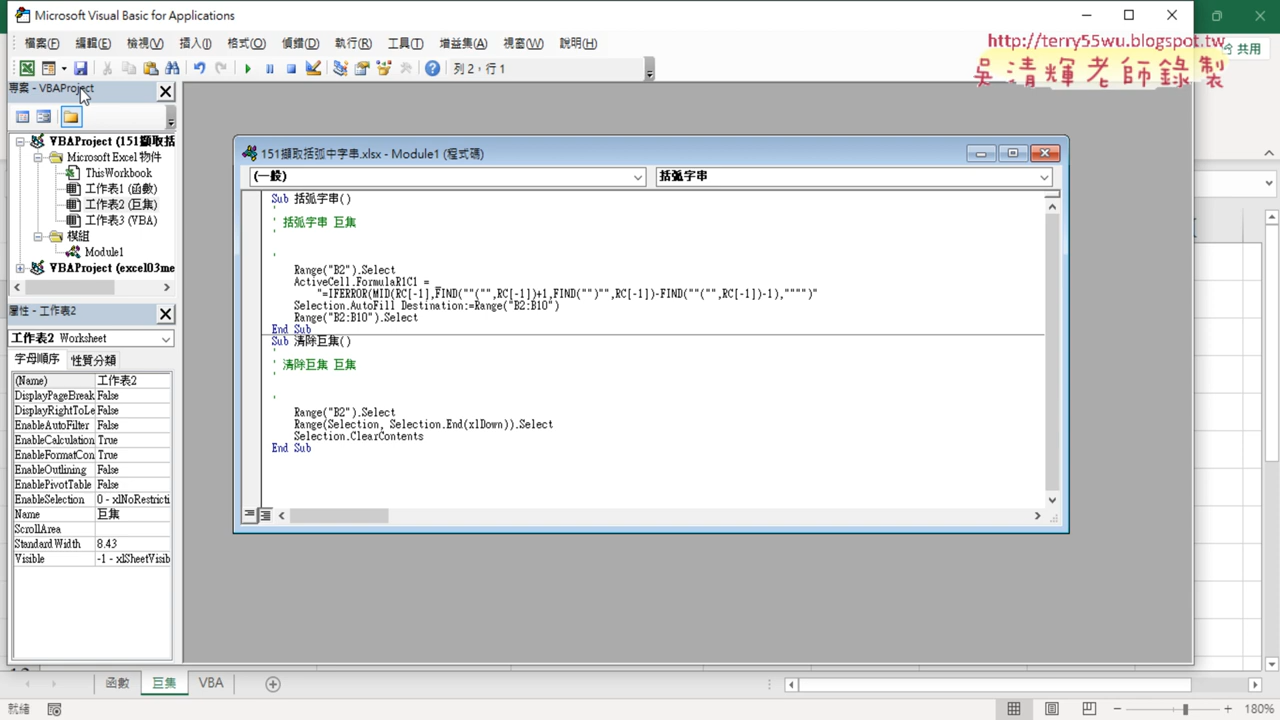 Microsoft Visual Basic for Applications
http://terry55wu.blogspot.tw
吳清輝老師錄製
共用
檔案(F) 編輯(E) 檢視(V) 插入(I) 格式(O) 偵錯(D) 執行(R) 工具(T) 增益集(A) 視窗(W) 說明(H)
列 2，行 1
專案 - VBAProject
VBAProject (151擷取括
Microsoft Excel 物件
ThisWorkbook
工作表1 (函數)
工作表2 (巨集)
工作表3 (VBA)
模組
Module1
VBAProject (excel03me
屬性 - 工作表2
工作表2 Worksheet
字母順序 性質分類
(Name) 工作表2
DisplayPageBreak False
DisplayRightToLe False
EnableAutoFilter False
EnableCalculation True
EnableFormatCon True
EnableOutlining False
EnablePivotTable False
EnableSelection 0 - xlNoRestricti
Name 巨集
ScrollArea
StandardWidth 8.43
Visible -1 - xlSheetVisib
151擷取括弧中字串.xlsx - Module1 (程式碼)
(一般) 括弧字串
Sub 括弧字串()
'
' 括弧字串 巨集
'
'
Range("B2").Select
ActiveCell.FormulaR1C1 = _
"=IFERROR(MID(RC[-1],FIND(""("",RC[-1])+1,FIND("")"",RC[-1])-FIND(""("",RC[-1])-1),"""")"
Selection.AutoFill Destination:=Range("B2:B10")
Range("B2:B10").Select
End Sub
Sub 清除巨集()
'
' 清除巨集 巨集
'
'
Range("B2").Select
Range(Selection, Selection.End(xlDown)).Select
Selection.ClearContents
End Sub
函數 巨集 VBA
就緒
180%